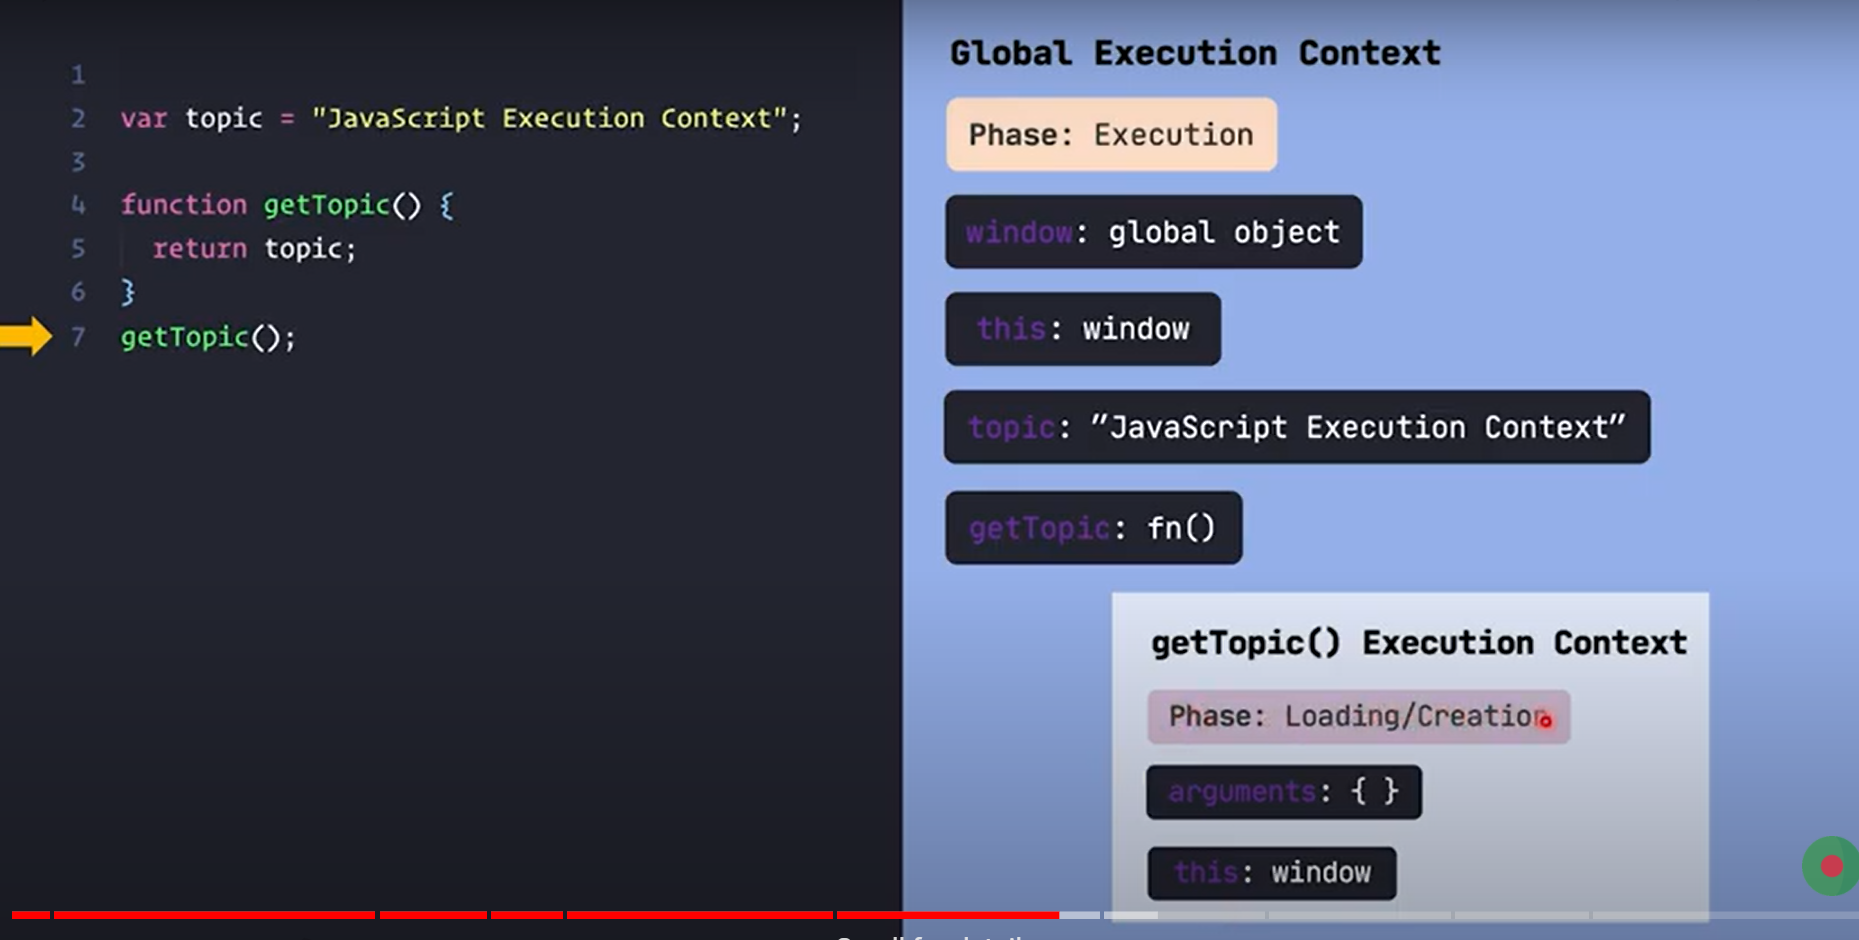 1
2 var topic = "JavaScript Execution Context";
3
4 function getTopic() {
5 return topic;
6 }
7 getTopic();
Global Execution Context
Phase: Execution
window: global object
this: window
topic: ”JavaScript Execution Context”
getTopic: fn()
getTopic() Execution Context
Phase: Loading/Creation
arguments: { }
this: window